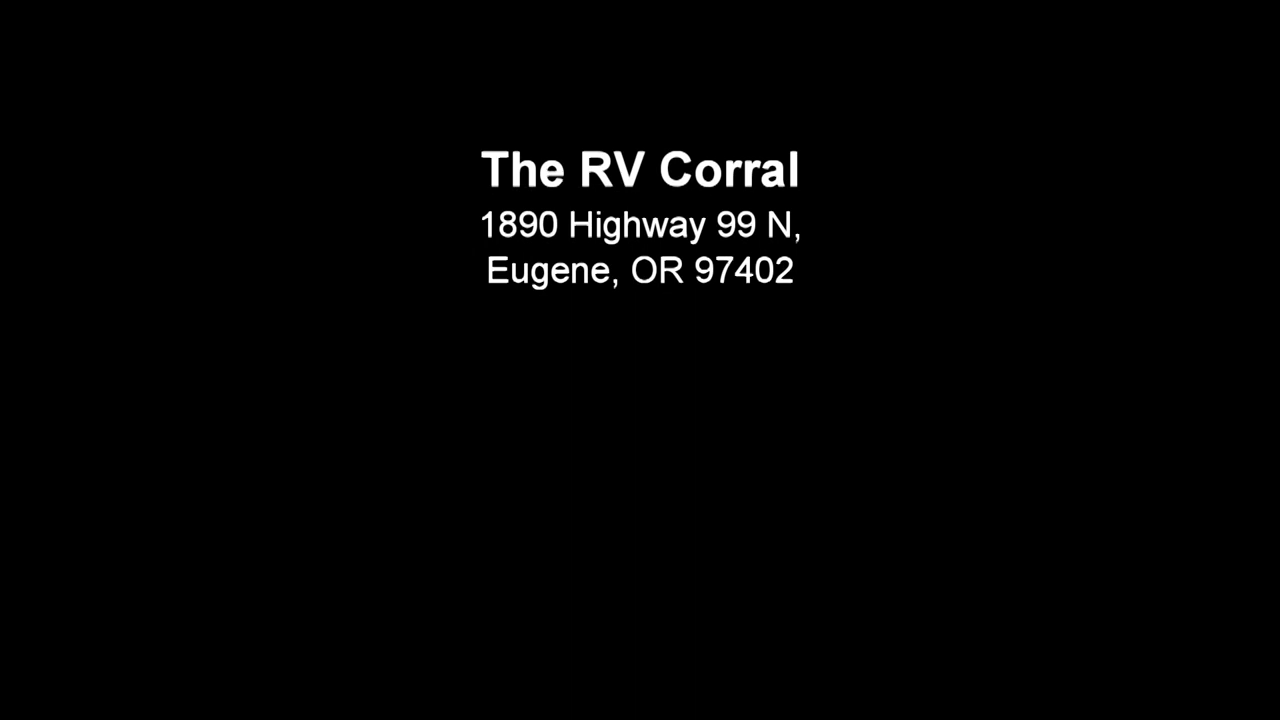 The RV Corral
1890 Highway 99 N,
Eugene, OR 97402